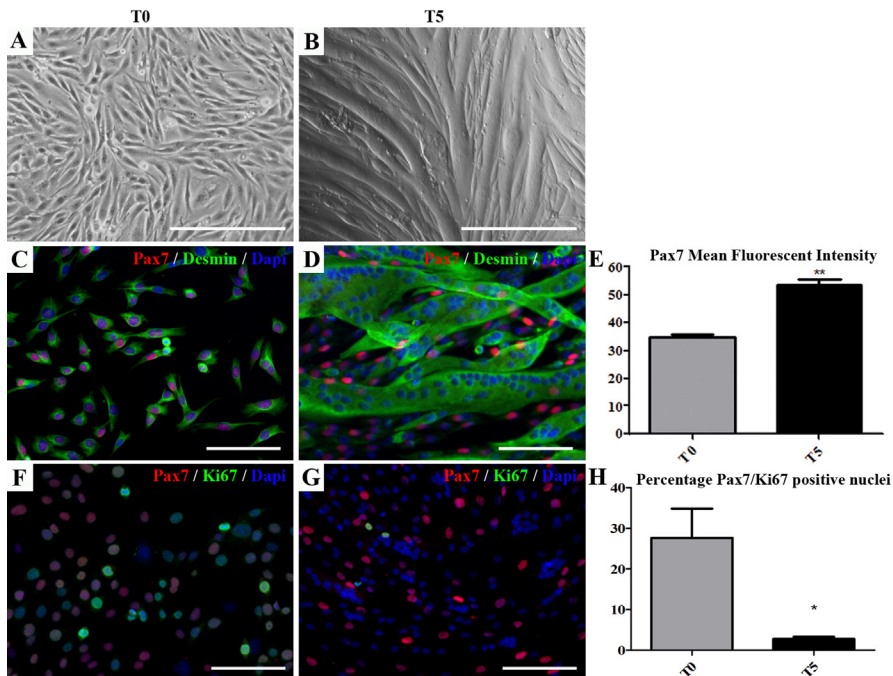 T0
T5
A
B
C
Pax7 / Desmin / Dapi
D
Pax7 / Desmin / Dapi
E
Pax7 Mean Fluorescent Intensity
60
50
40
30
20
10
0
**
T0
T5
F
Pax7 / Ki67 / Dapi
G
Pax7 / Ki67 / Dapi
H
Percentage Pax7/Ki67 positive nuclei
40
30
20
10
0
*
T0
T5